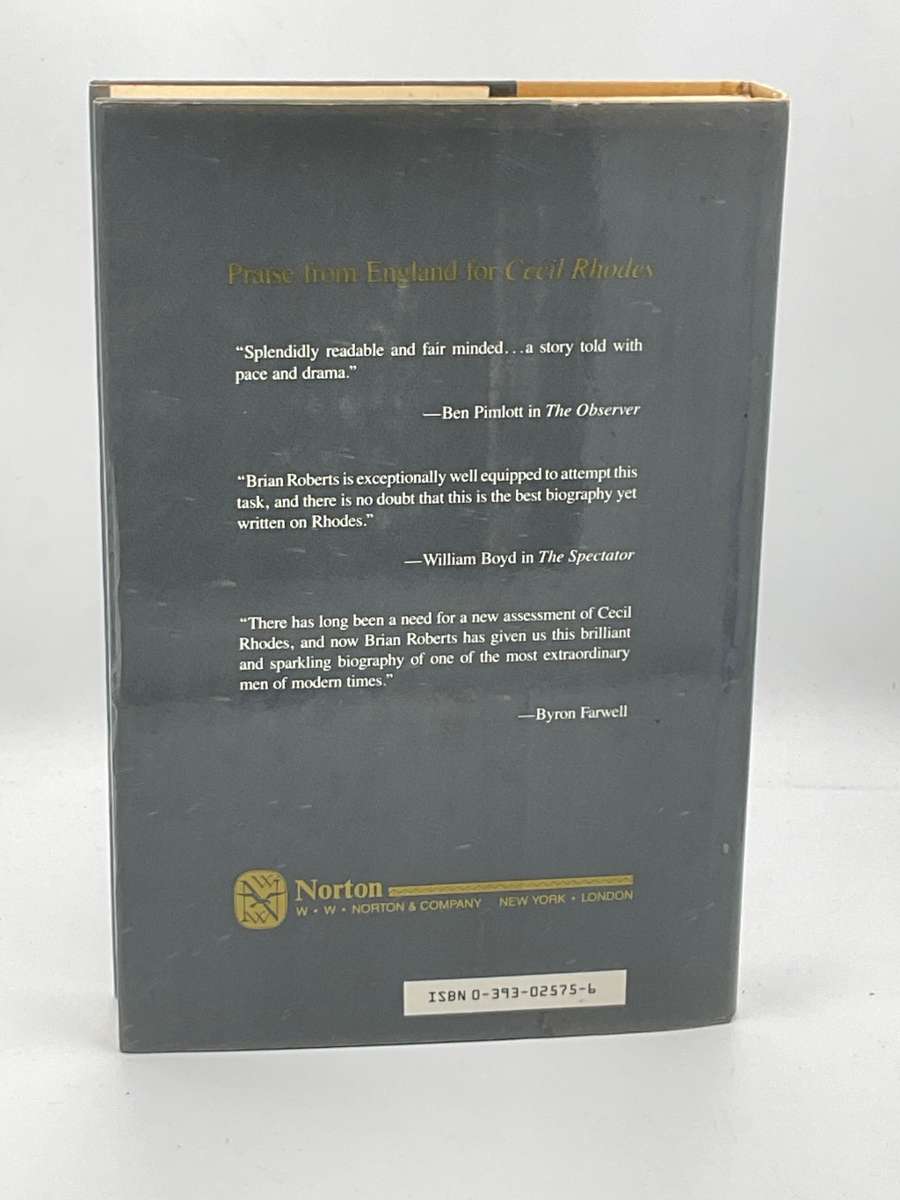 Praise from England for Cecil Rhodes
“Splendidly readable and fair minded...a story told with
pace and drama.”
—Ben Pimlott in The Observer
“Brian Roberts is exceptionally well equipped to attempt this
task, and there is no doubt that this is the best biography yet
written on Rhodes.”
—William Boyd in The Spectator
“There has long been a need for a new assessment of Cecil
Rhodes, and now Brian Roberts has given us this brilliant
and sparkling biography of one of the most extraordinary
men of modern times.”
—Byron Farwell
Norton
W • W • NORTON & COMPANY NEW YORK • LONDON
ISBN 0-393-02575-6